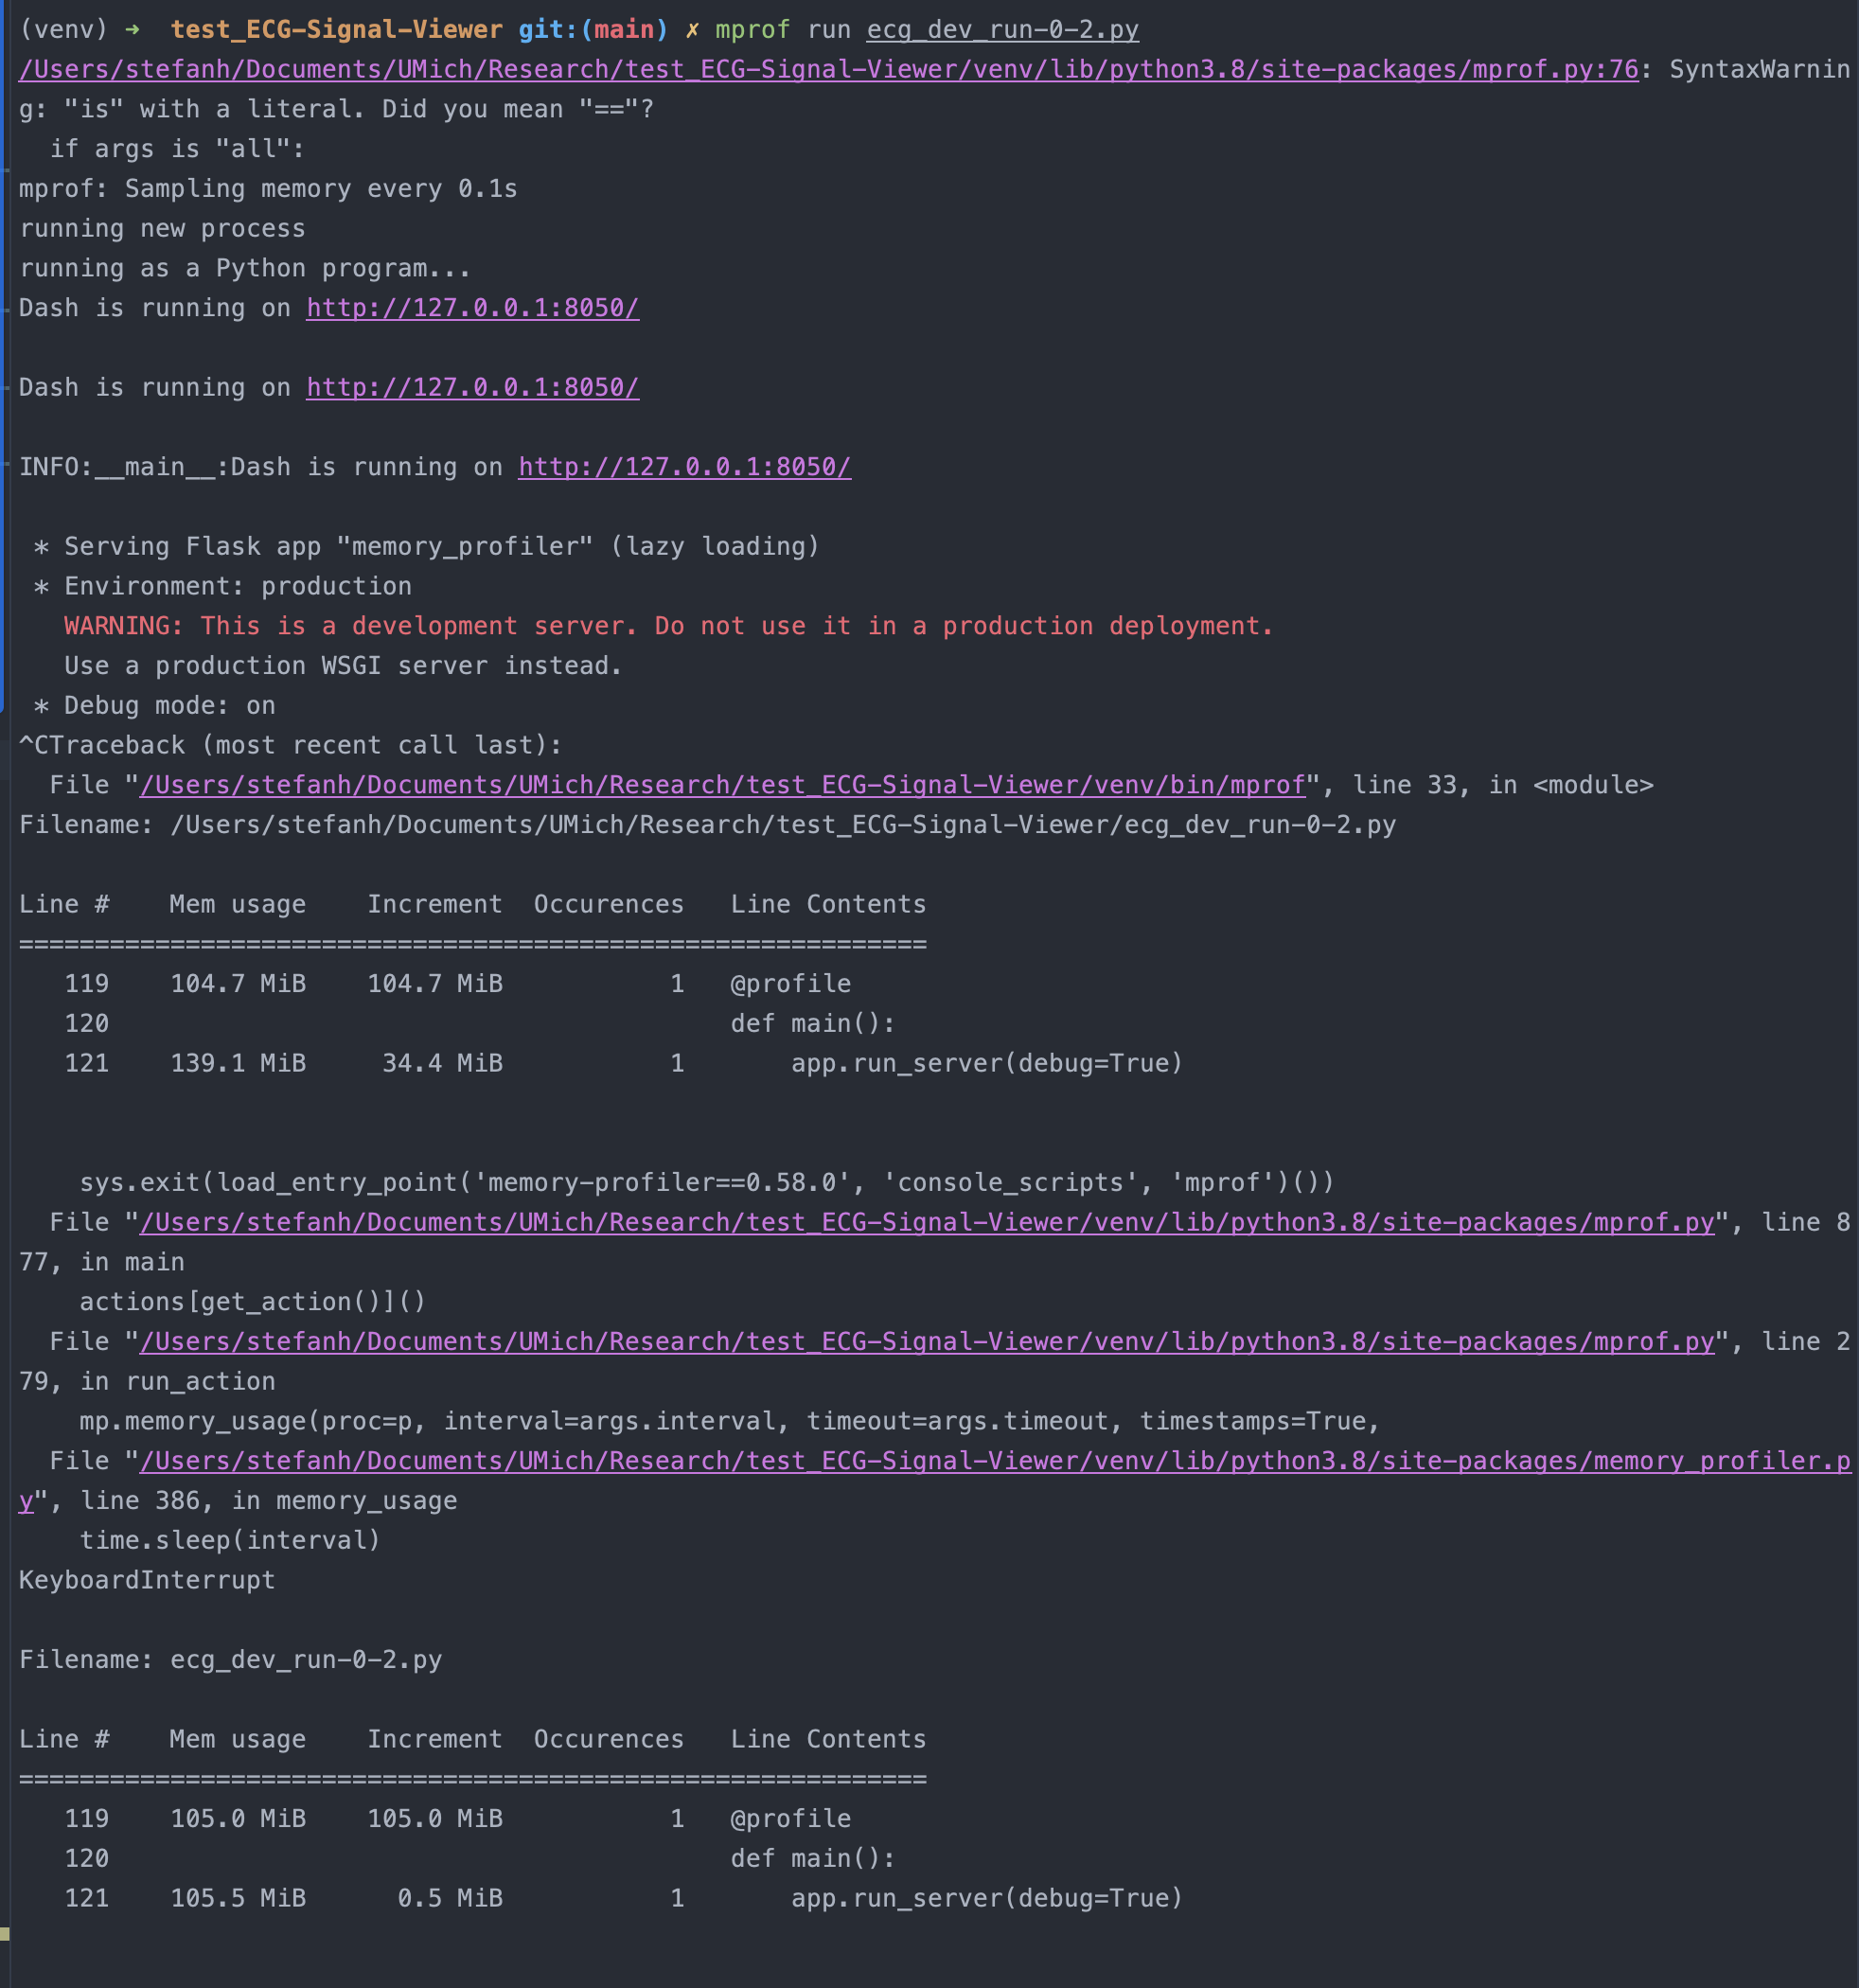 (venv) ➜  test_ECG-Signal-Viewer git:(main) ✗ mprof run ecg_dev_run-0-2.py
/Users/stefanh/Documents/UMich/Research/test_ECG-Signal-Viewer/venv/lib/python3.8/site-packages/mprof.py:76: SyntaxWarnin
g: "is" with a literal. Did you mean "=="?
  if args is "all":
mprof: Sampling memory every 0.1s
running new process
running as a Python program...
Dash is running on http://127.0.0.1:8050/

Dash is running on http://127.0.0.1:8050/

INFO:__main__:Dash is running on http://127.0.0.1:8050/

 * Serving Flask app "memory_profiler" (lazy loading)
 * Environment: production
   WARNING: This is a development server. Do not use it in a production deployment.
   Use a production WSGI server instead.
 * Debug mode: on
^CTraceback (most recent call last):
  File "/Users/stefanh/Documents/UMich/Research/test_ECG-Signal-Viewer/venv/bin/mprof", line 33, in <module>
Filename: /Users/stefanh/Documents/UMich/Research/test_ECG-Signal-Viewer/ecg_dev_run-0-2.py

Line #    Mem usage    Increment  Occurences   Line Contents
============================================================
   119    104.7 MiB    104.7 MiB           1   @profile
   120                                         def main():
   121    139.1 MiB     34.4 MiB           1       app.run_server(debug=True)


    sys.exit(load_entry_point('memory-profiler==0.58.0', 'console_scripts', 'mprof')())
  File "/Users/stefanh/Documents/UMich/Research/test_ECG-Signal-Viewer/venv/lib/python3.8/site-packages/mprof.py", line 8
77, in main
    actions[get_action()]()
  File "/Users/stefanh/Documents/UMich/Research/test_ECG-Signal-Viewer/venv/lib/python3.8/site-packages/mprof.py", line 2
79, in run_action
    mp.memory_usage(proc=p, interval=args.interval, timeout=args.timeout, timestamps=True,
  File "/Users/stefanh/Documents/UMich/Research/test_ECG-Signal-Viewer/venv/lib/python3.8/site-packages/memory_profiler.p
y", line 386, in memory_usage
    time.sleep(interval)
KeyboardInterrupt

Filename: ecg_dev_run-0-2.py

Line #    Mem usage    Increment  Occurences   Line Contents
============================================================
   119    105.0 MiB    105.0 MiB           1   @profile
   120                                         def main():
   121    105.5 MiB      0.5 MiB           1       app.run_server(debug=True)